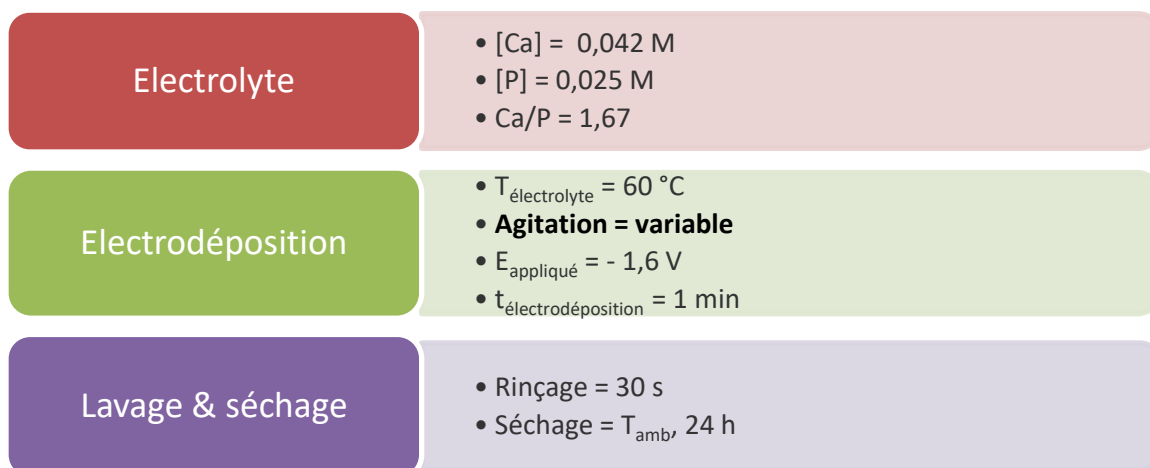 Electrolyte
• [Ca] = 0,042 M
• [P] = 0,025 M
• Ca/P = 1,67
Electrodéposition
• Télectrolyte = 60 °C
• Agitation = variable
• Eappliqué = - 1,6 V
• télectrodéposition = 1 min
Lavage & séchage
• Rinçage = 30 s
• Séchage = Tamb, 24 h